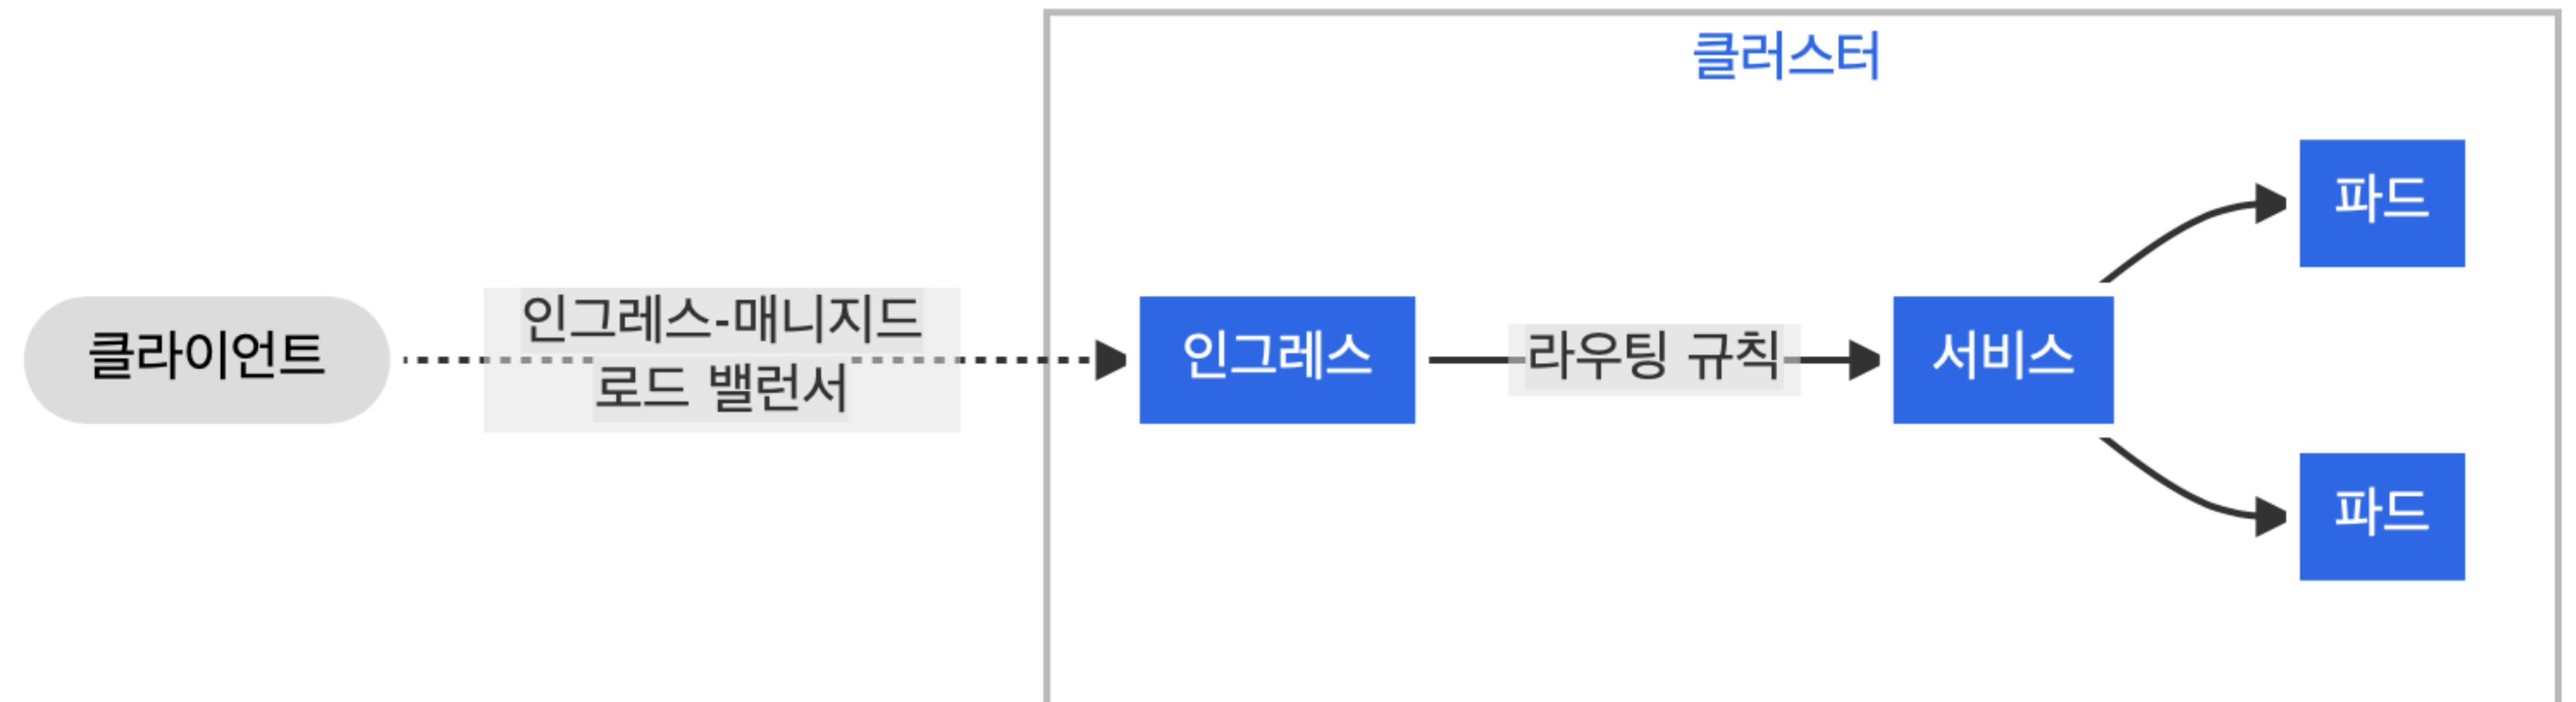 클러스터
파드
클라이언트
인그레스-매니지드
로드 밸런서
인그레스
라우팅 규칙
서비스
파드